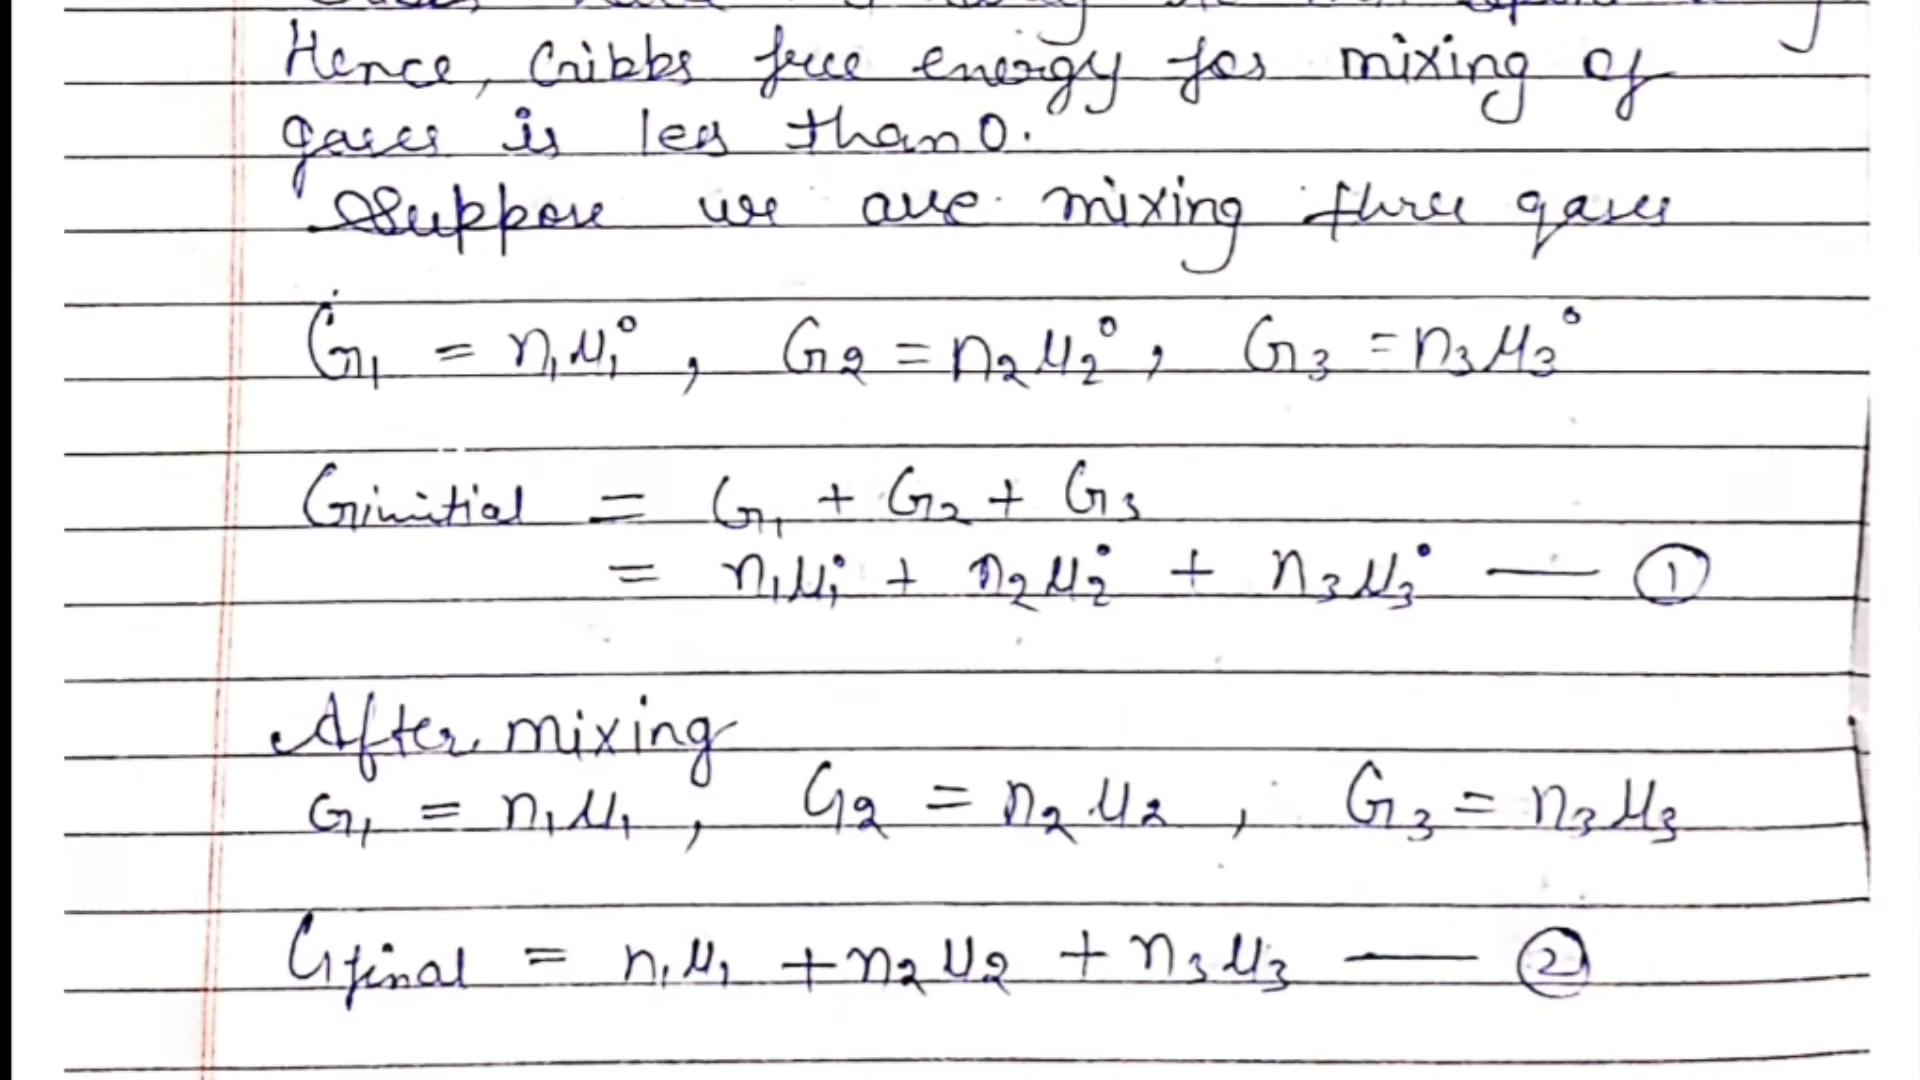 Hence, Gibbs free energy for mixing of
gases is less than 0.
Suppose we are mixing three gases
G₁ = n₁μ₁° , G₂ = n₂μ₂° , G₃ = n₃μ₃°
Ginitial = G₁ + G₂ + G₃
= n₁μ₁° + n₂μ₂° + n₃μ₃° — ①
After mixing
G₁ = n₁μ₁ , G₂ = n₂μ₂ , G₃ = n₃μ₃
Gfinal = n₁μ₁ + n₂μ₂ + n₃μ₃ — ②